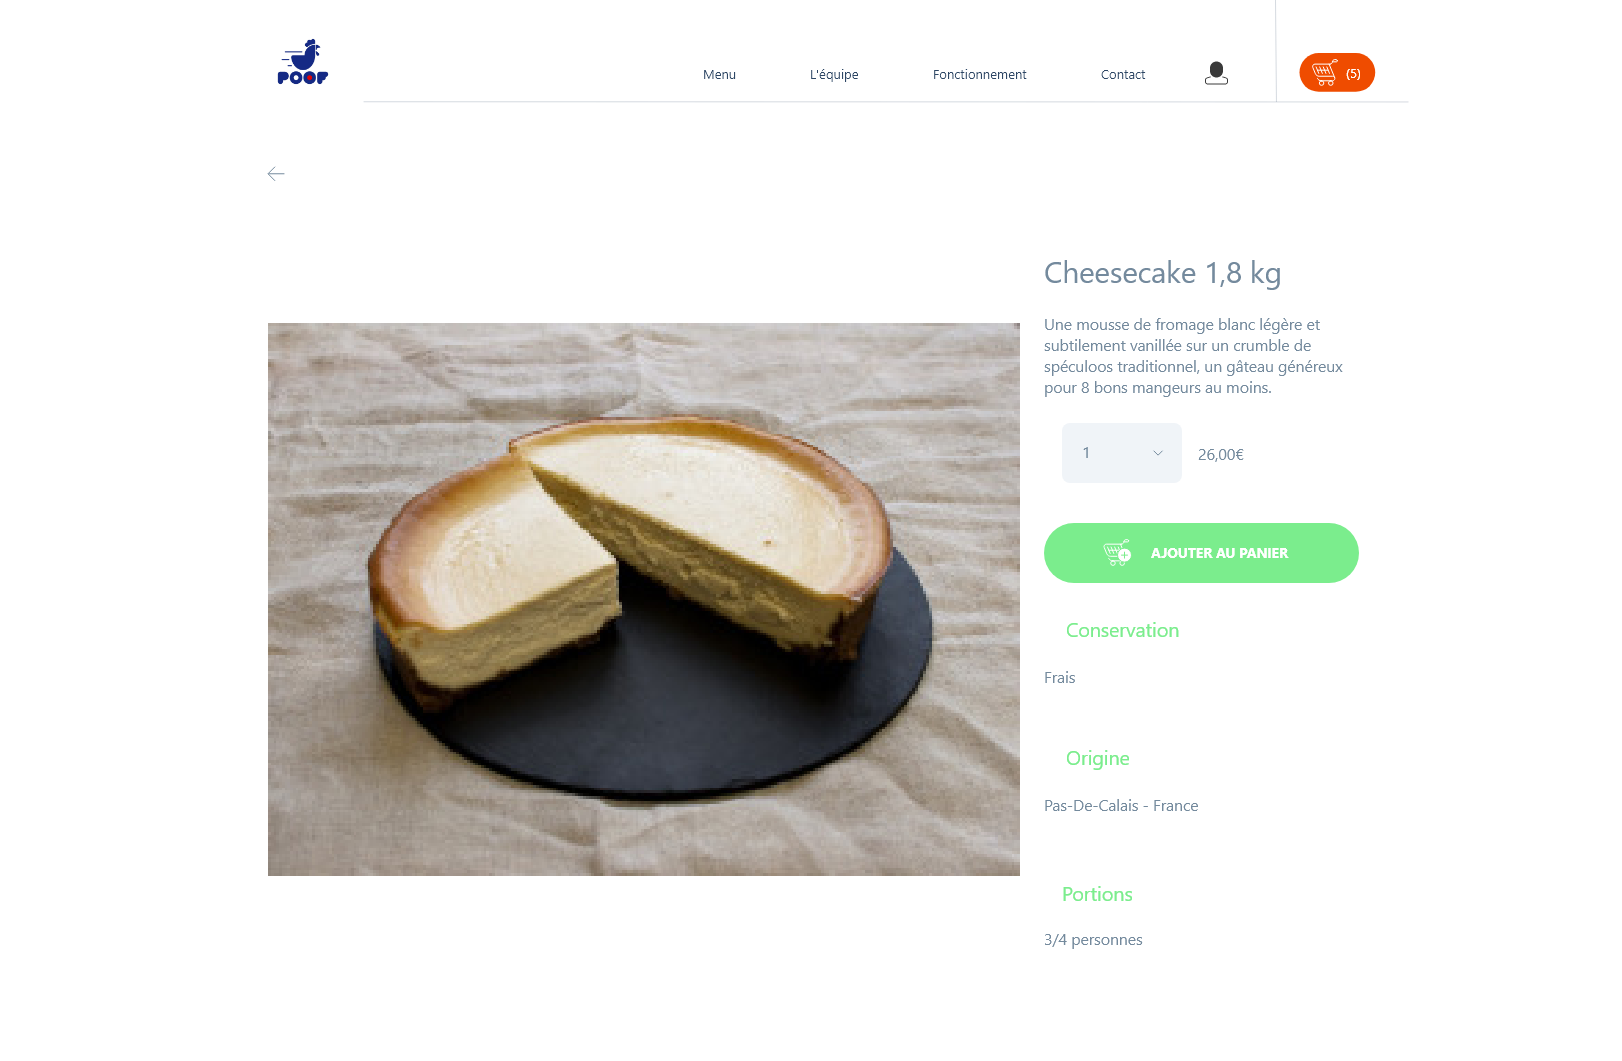 POOF
Menu
L'équipe
Fonctionnement
Contact
(5)
Cheesecake 1,8 kg
Une mousse de fromage blanc légère et
subtilement vanillée sur un crumble de
spéculoos traditionnel, un gâteau généreux
pour 8 bons mangeurs au moins.
1
26,00€
AJOUTER AU PANIER
Conservation
Frais
Origine
Pas-De-Calais - France
Portions
3/4 personnes